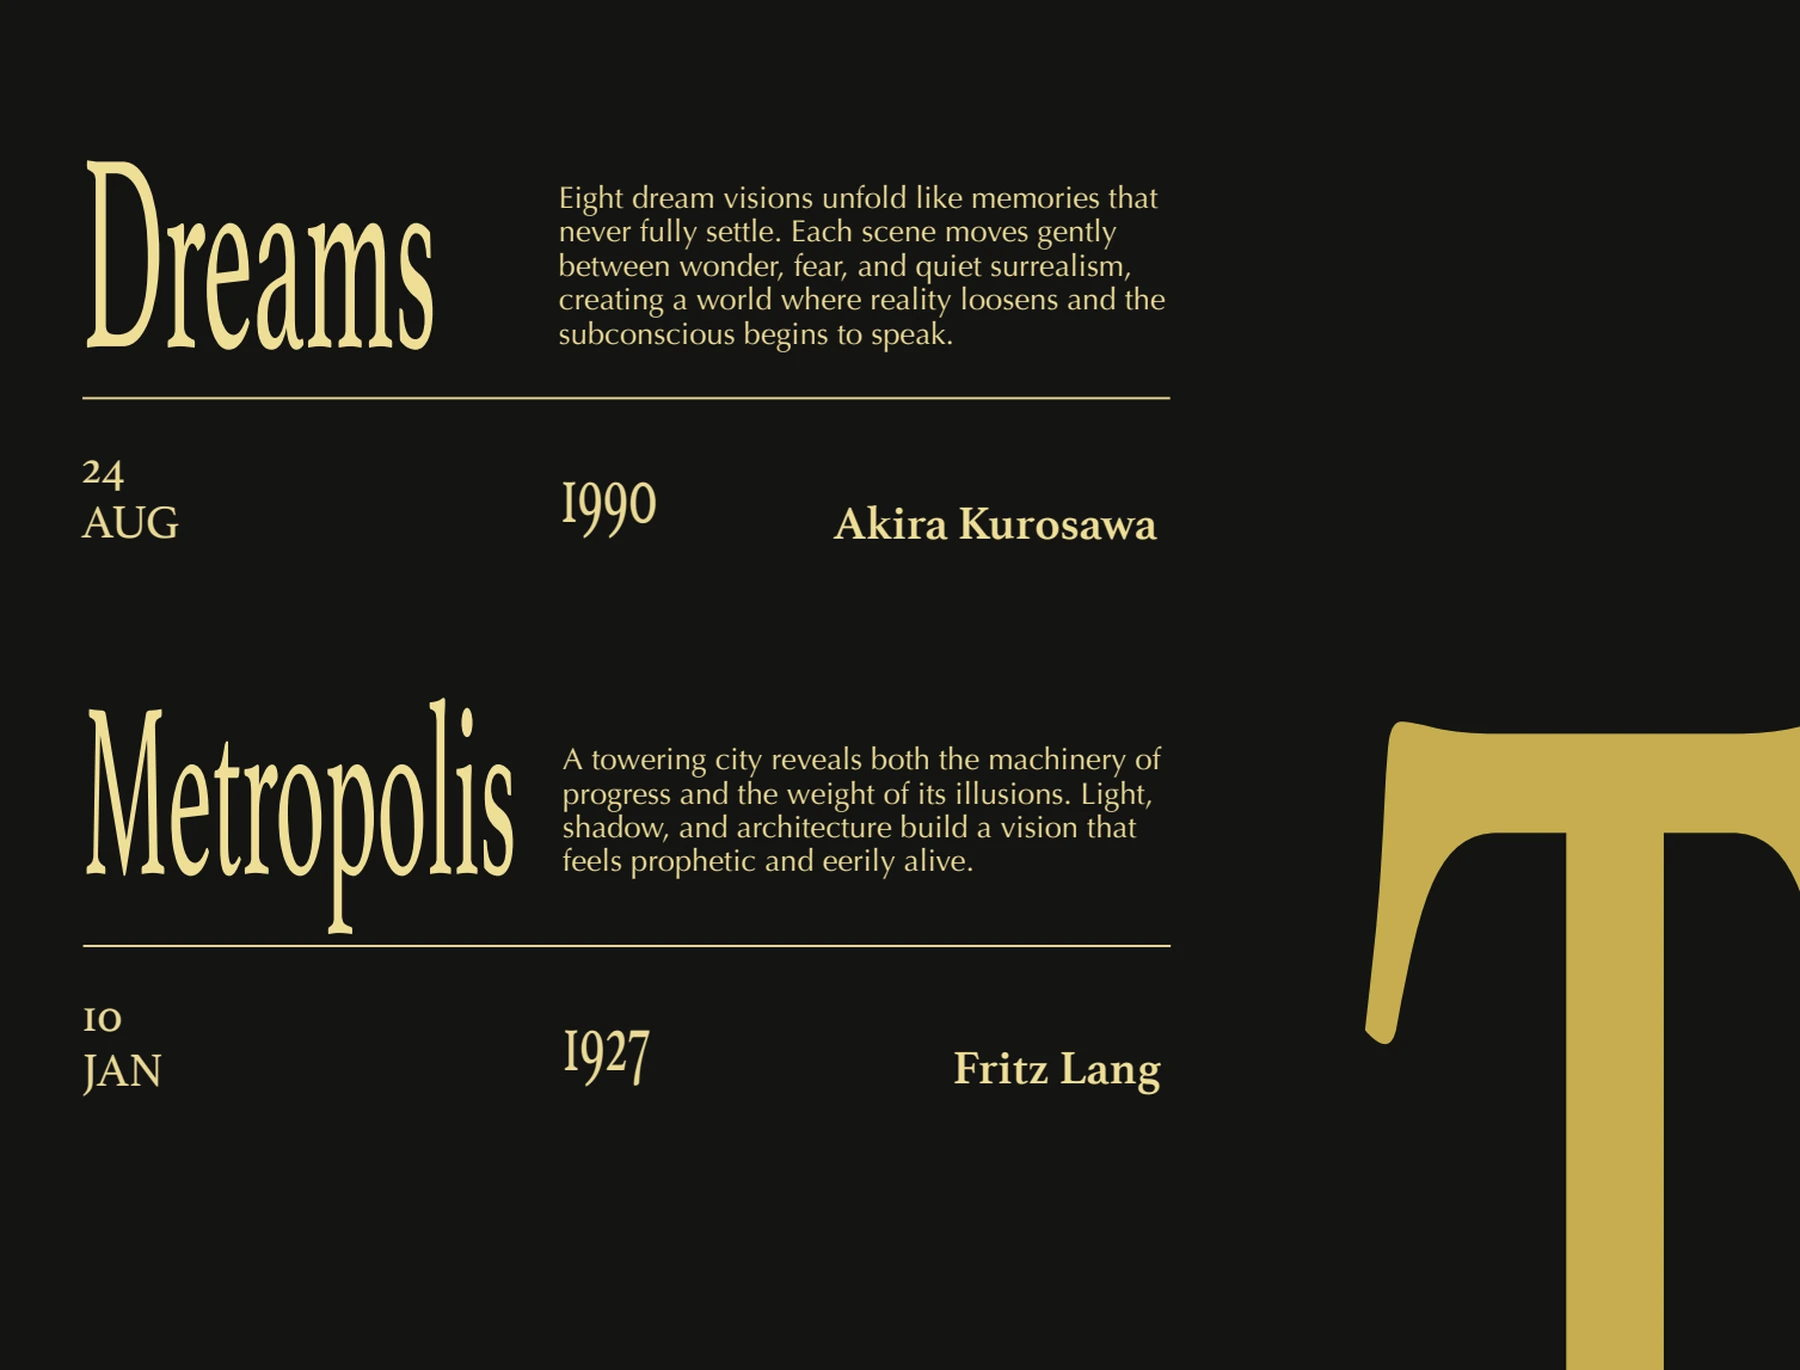 Dreams
Eight dream visions unfold like memories that
never fully settle. Each scene moves gently
between wonder, fear, and quiet surrealism,
creating a world where reality loosens and the
subconscious begins to speak.
24
AUG
1990
Akira Kurosawa
Metropolis
A towering city reveals both the machinery of
progress and the weight of its illusions. Light,
shadow, and architecture build a vision that
feels prophetic and eerily alive.
10
JAN
1927
Fritz Lang
T